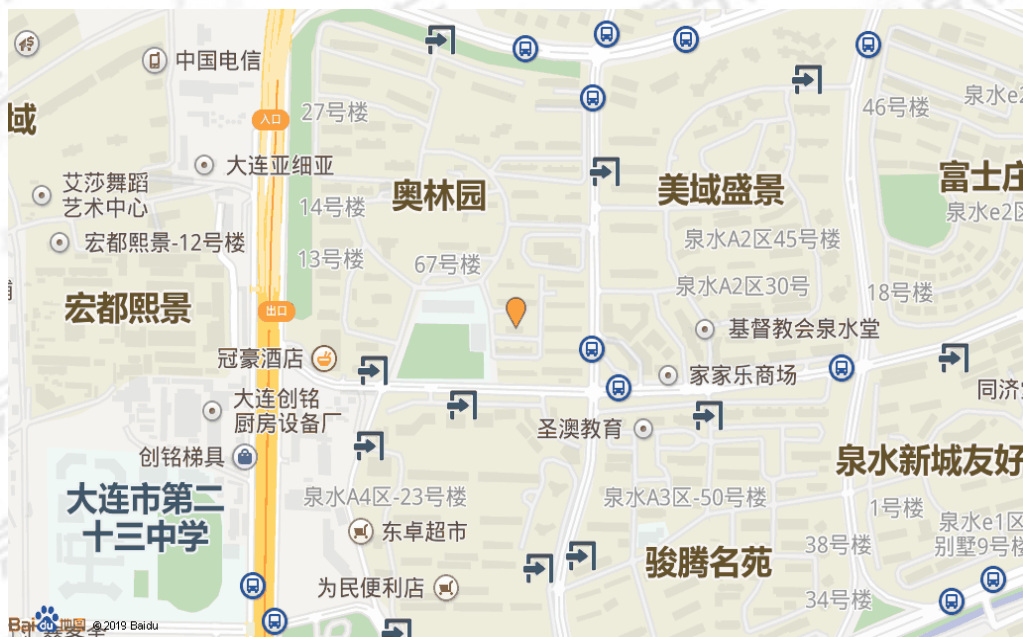 中国电信
入口
27号楼
46号楼
泉水e2
域
大连亚细亚
艾莎舞蹈
艺术中心
奥林园
美域盛景
富士庄
14号楼
泉水e2区
宏都熙景-12号楼
泉水A2区45号楼
13号楼
67号楼
泉水A2区30号
18号楼
宏都熙景
出口
基督教会泉水堂
冠豪酒店
家家乐商场
同济
大连创铭
厨房设备厂
圣澳教育
创铭梯具
泉水新城友好
大连市第二
十三中学
泉水A4区-23号楼
泉水A3区-50号楼
1号楼
东卓超市
泉水e1区
别墅9号楼
38号楼
骏腾名苑
为民便利店
34号楼
Bai du 地图
© 2019 Baidu